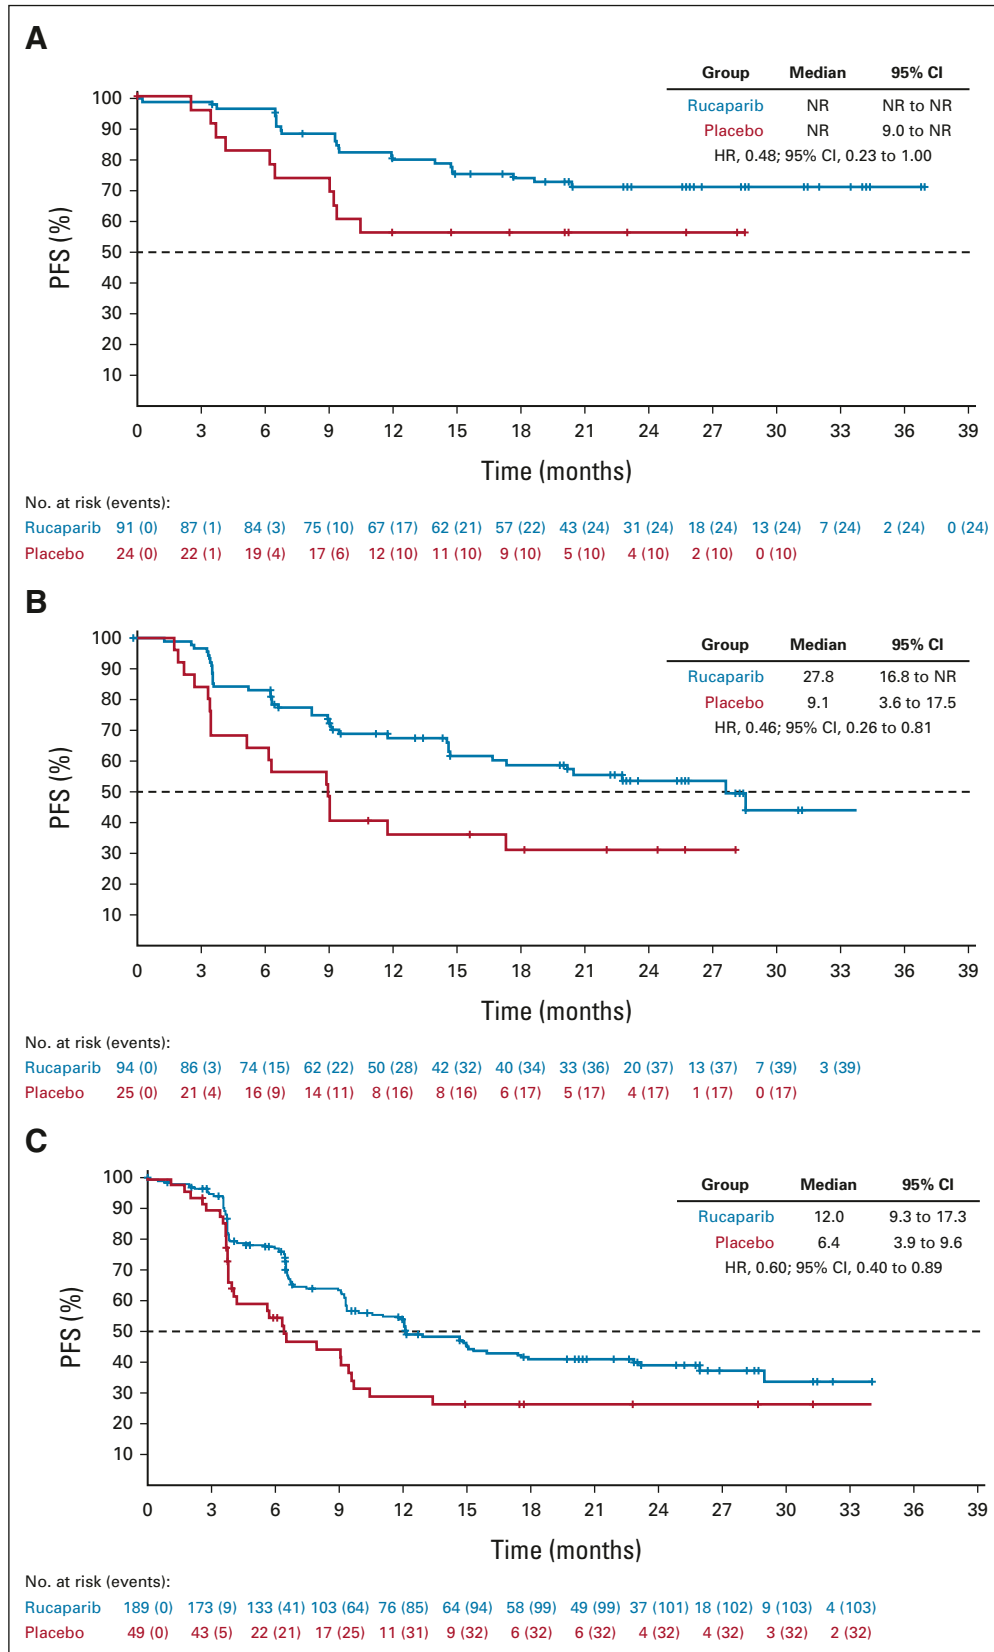 A
Group Median 95% CI
Rucaparib NR NR to NR
Placebo NR 9.0 to NR
HR, 0.48; 95% CI, 0.23 to 1.00
PFS (%)
100
90
80
70
60
50
40
30
20
10
0 3 6 9 12 15 18 21 24 27 30 33 36 39
Time (months)
No. at risk (events):
Rucaparib 91 (0) 87 (1) 84 (3) 75 (10) 67 (17) 62 (21) 57 (22) 43 (24) 31 (24) 18 (24) 13 (24) 7 (24) 2 (24) 0 (24)
Placebo 24 (0) 22 (1) 19 (4) 17 (6) 12 (10) 11 (10) 9 (10) 5 (10) 4 (10) 2 (10) 0 (10)
B
Group Median 95% CI
Rucaparib 27.8 16.8 to NR
Placebo 9.1 3.6 to 17.5
HR, 0.46; 95% CI, 0.26 to 0.81
PFS (%)
100
90
80
70
60
50
40
30
20
10
0 3 6 9 12 15 18 21 24 27 30 33 36 39
Time (months)
No. at risk (events):
Rucaparib 94 (0) 86 (3) 74 (15) 62 (22) 50 (28) 42 (32) 40 (34) 33 (36) 20 (37) 13 (37) 7 (39) 3 (39)
Placebo 25 (0) 21 (4) 16 (9) 14 (11) 8 (16) 8 (16) 6 (17) 5 (17) 4 (17) 1 (17) 0 (17)
C
Group Median 95% CI
Rucaparib 12.0 9.3 to 17.3
Placebo 6.4 3.9 to 9.6
HR, 0.60; 95% CI, 0.40 to 0.89
PFS (%)
100
90
80
70
60
50
40
30
20
10
0 3 6 9 12 15 18 21 24 27 30 33 36 39
Time (months)
No. at risk (events):
Rucaparib 189 (0) 173 (9) 133 (41) 103 (64) 76 (85) 64 (94) 58 (99) 49 (99) 37 (101) 18 (102) 9 (103) 4 (103)
Placebo 49 (0) 43 (5) 22 (21) 17 (25) 11 (31) 9 (32) 6 (32) 6 (32) 4 (32) 4 (32) 3 (32) 2 (32)